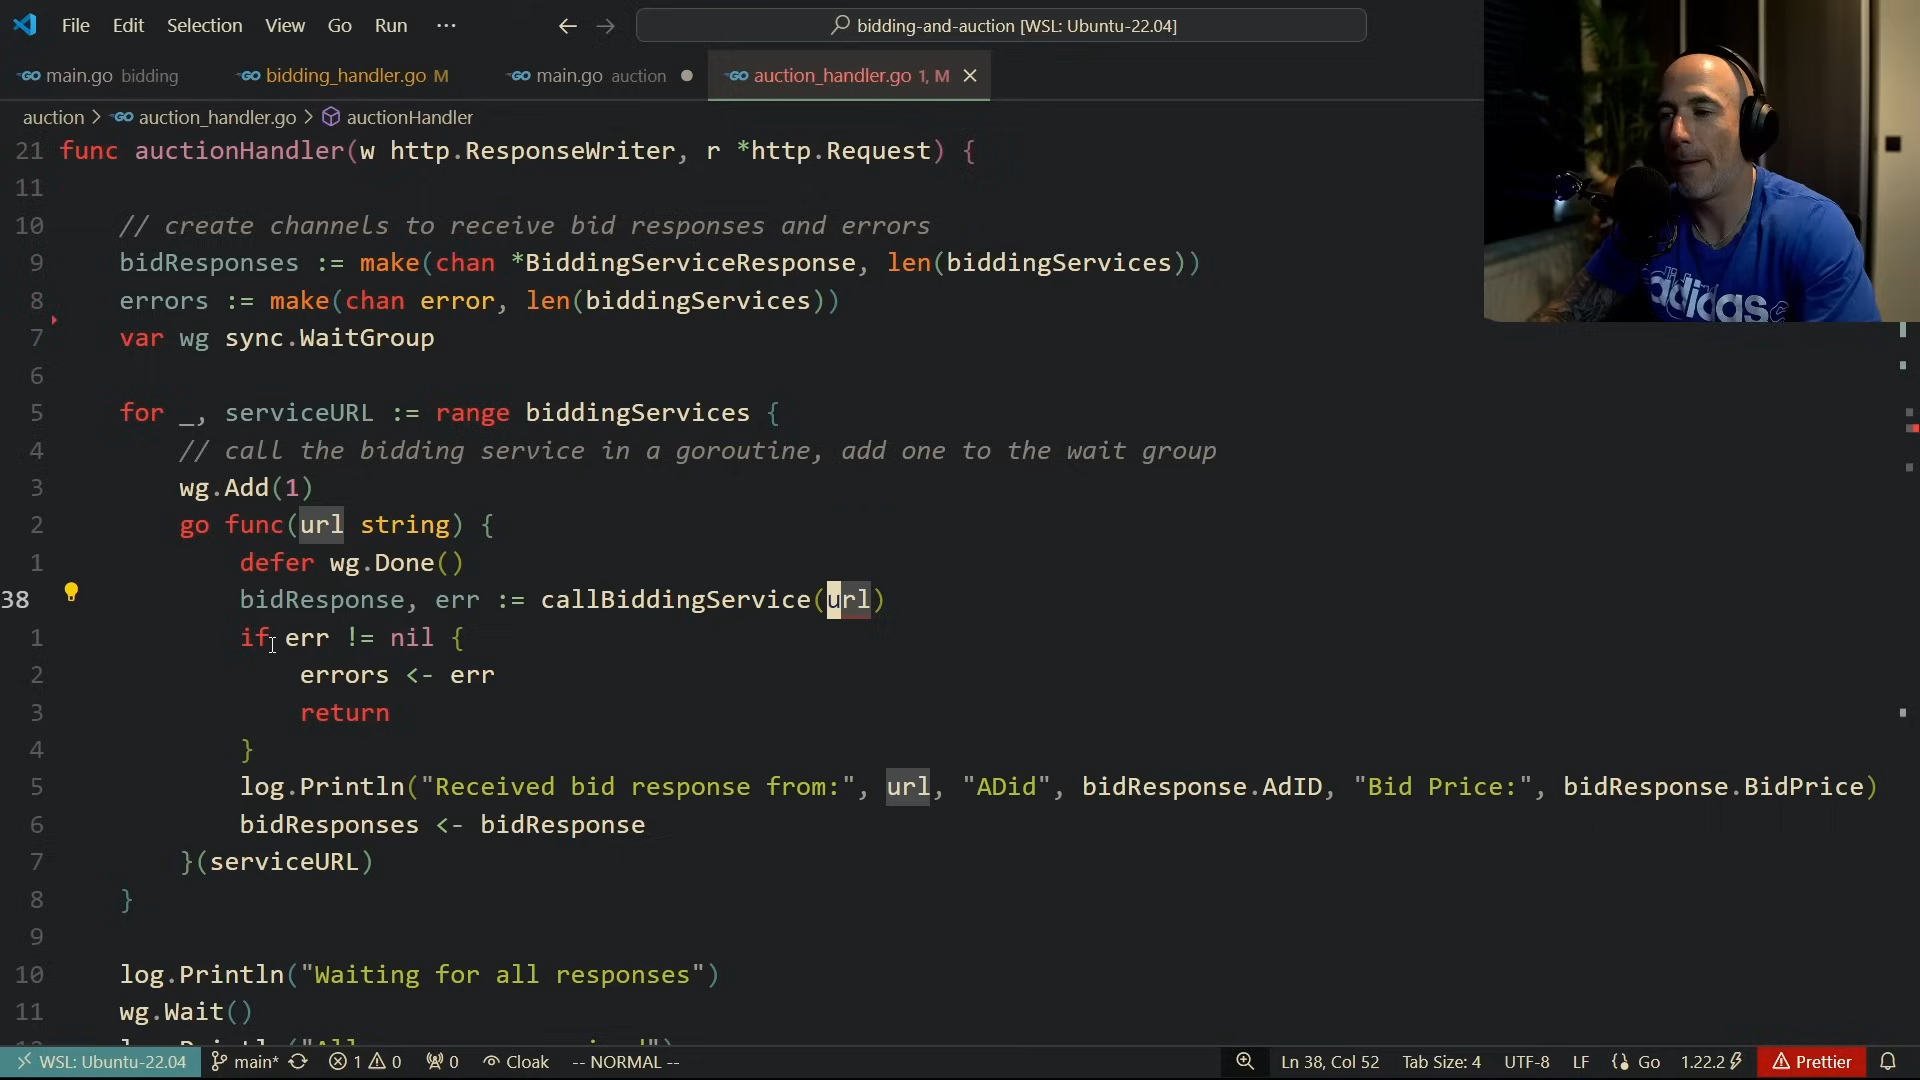 File Edit Selection View Go Run ··· ← → bidding-and-auction [WSL: Ubuntu-22.04]
main.go bidding bidding_handler.go M main.go auction ● auction_handler.go 1, M ×
auction > auction_handler.go > auctionHandler
21 func auctionHandler(w http.ResponseWriter, r *http.Request) {
11
10 // create channels to receive bid responses and errors
9 bidResponses := make(chan *BiddingServiceResponse, len(biddingServices))
8 errors := make(chan error, len(biddingServices))
7 var wg sync.WaitGroup
6
5 for _, serviceURL := range biddingServices {
4 // call the bidding service in a goroutine, add one to the wait group
3 wg.Add(1)
2 go func(url string) {
1 defer wg.Done()
38 bidResponse, err := callBiddingService(url)
1 if err != nil {
2 errors <- err
3 return
4 }
5 log.Println("Received bid response from:", url, "ADid", bidResponse.AdID, "Bid Price:", bidResponse.BidPrice)
6 bidResponses <- bidResponse
7 }(serviceURL)
8 }
9
10 log.Println("Waiting for all responses")
11 wg.Wait()
adidas
WSL: Ubuntu-22.04 main* 1 0 0 Cloak -- NORMAL -- Ln 38, Col 52 Tab Size: 4 UTF-8 LF Go 1.22.2 Prettier